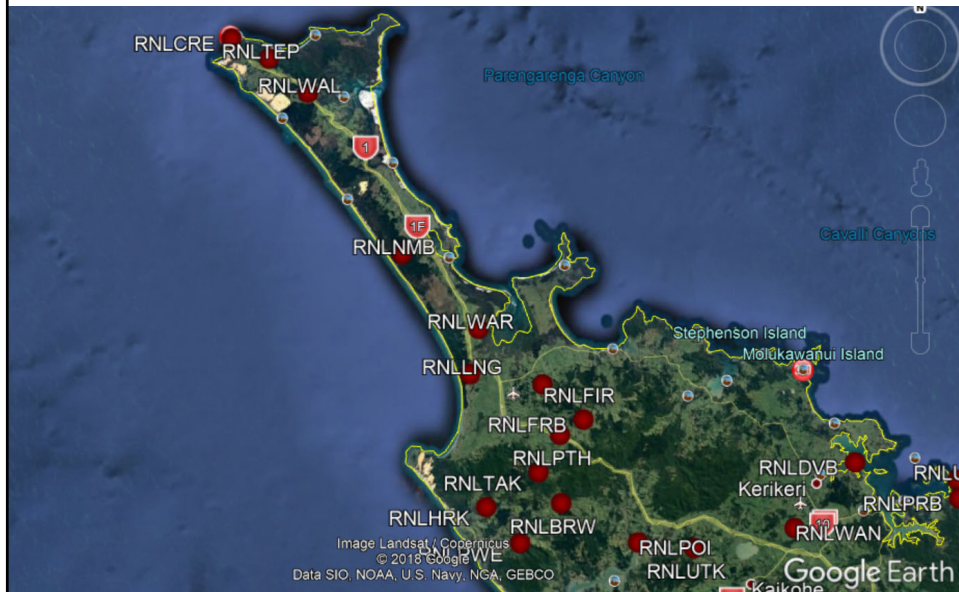 N
RNLCRE
RNLTEP
Parengarenga Canyon
RNLWAL
1
1F
Cavalli Canyons
RNLNMB
RNLWAR
Stephenson Island
Motukawanui Island
RNLLNG
RNLFIR
RNLFRB
RNLPTH
RNLDVB
RNLTAK
Kerikeri
RNLPRB
RNLHRK
RNLBRW
10
RNLWAN
Image Landsat / Copernicus
© 2018 Google
RNLPOI
Data SIO, NOAA, U.S. Navy, NGA, GEBCO
RNLUTK
Google Earth
Kaikohe